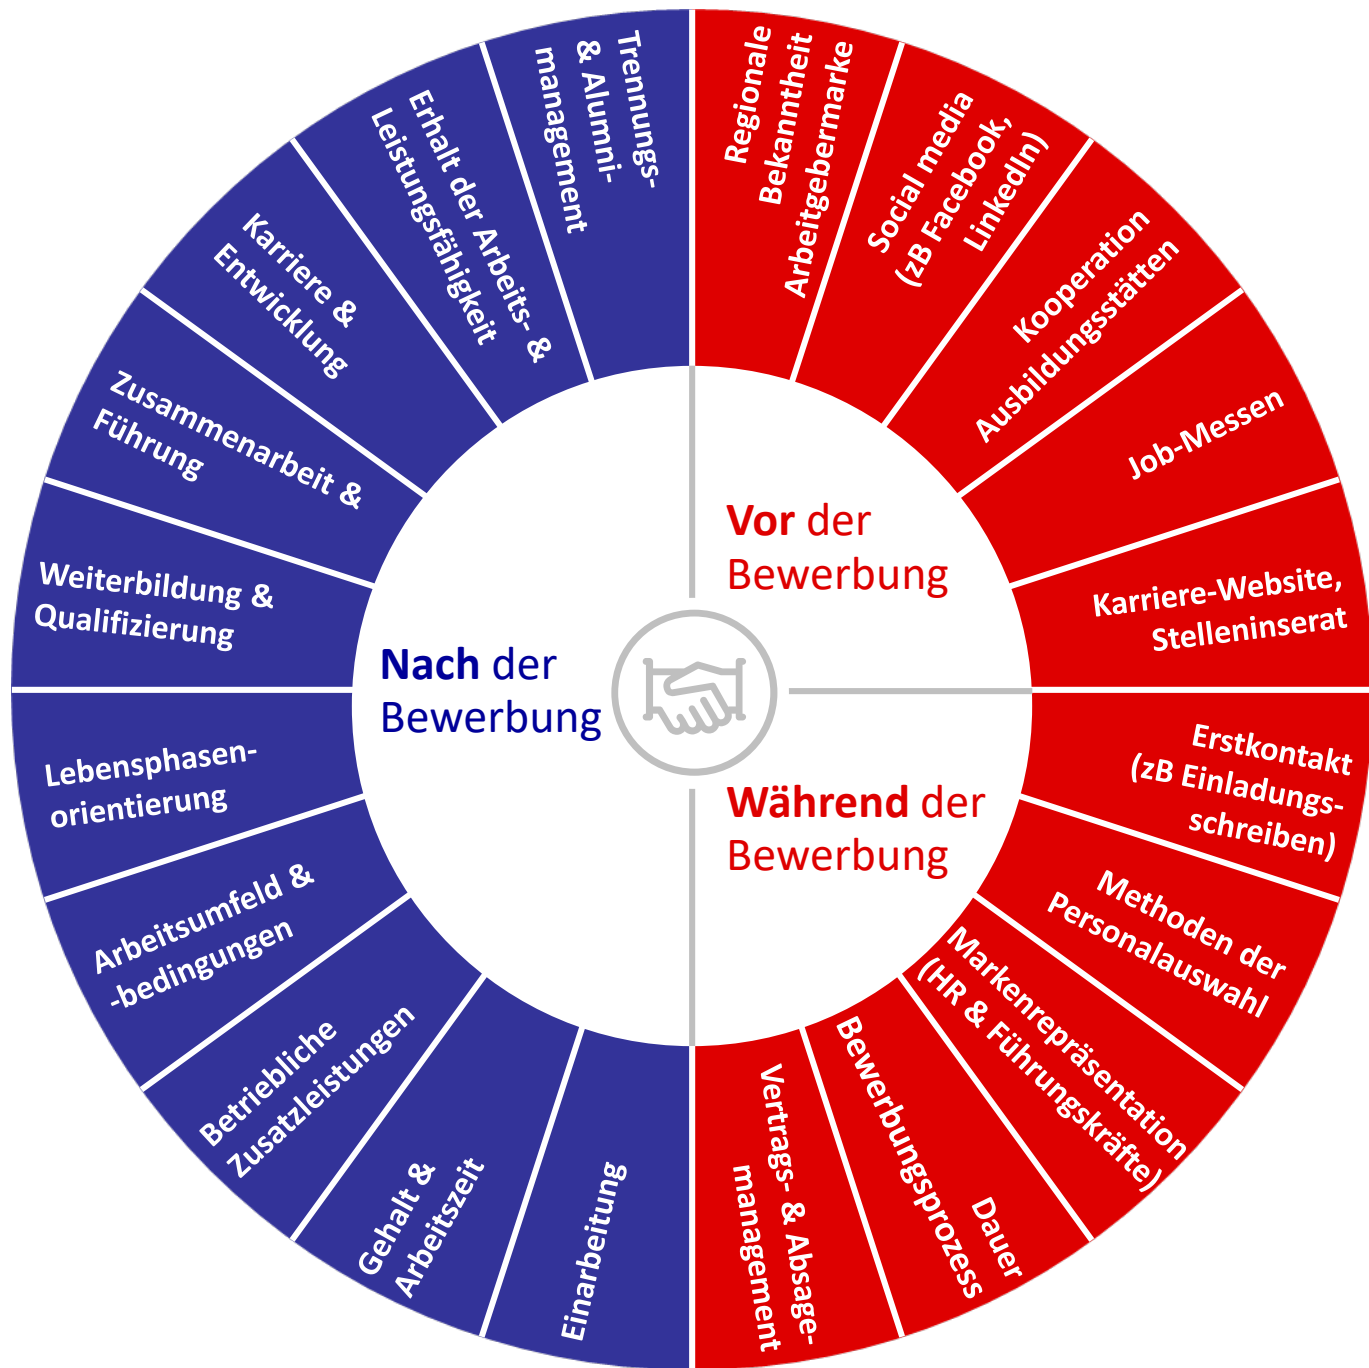 Regionale
Bekanntheit
Arbeitgebermarke
Social media
(zB Facebook,
LinkedIn)
Kooperation
Ausbildungsstätten
Job-Messen
Karriere-Website,
Stelleninserat
Erstkontakt
(zB Einladungs-
schreiben)
Methoden der
Personalauswahl
Markenrepräsentation
(HR & Führungskräfte)
Dauer
Bewerbungsprozess
Vertrags- & Absage-
management
Einarbeitung
Gehalt &
Arbeitszeit
Betriebliche
Zusatzleistungen
Arbeitsumfeld &
-bedingungen
Lebensphasen-
orientierung
Weiterbildung &
Qualifizierung
Zusammenarbeit &
Führung
Karriere &
Entwicklung
Erhalt der Arbeits- &
Leistungsfähigkeit
Trennungs-
& Alumni-
management
Vor der
Bewerbung
Während der
Bewerbung
Nach der
Bewerbung